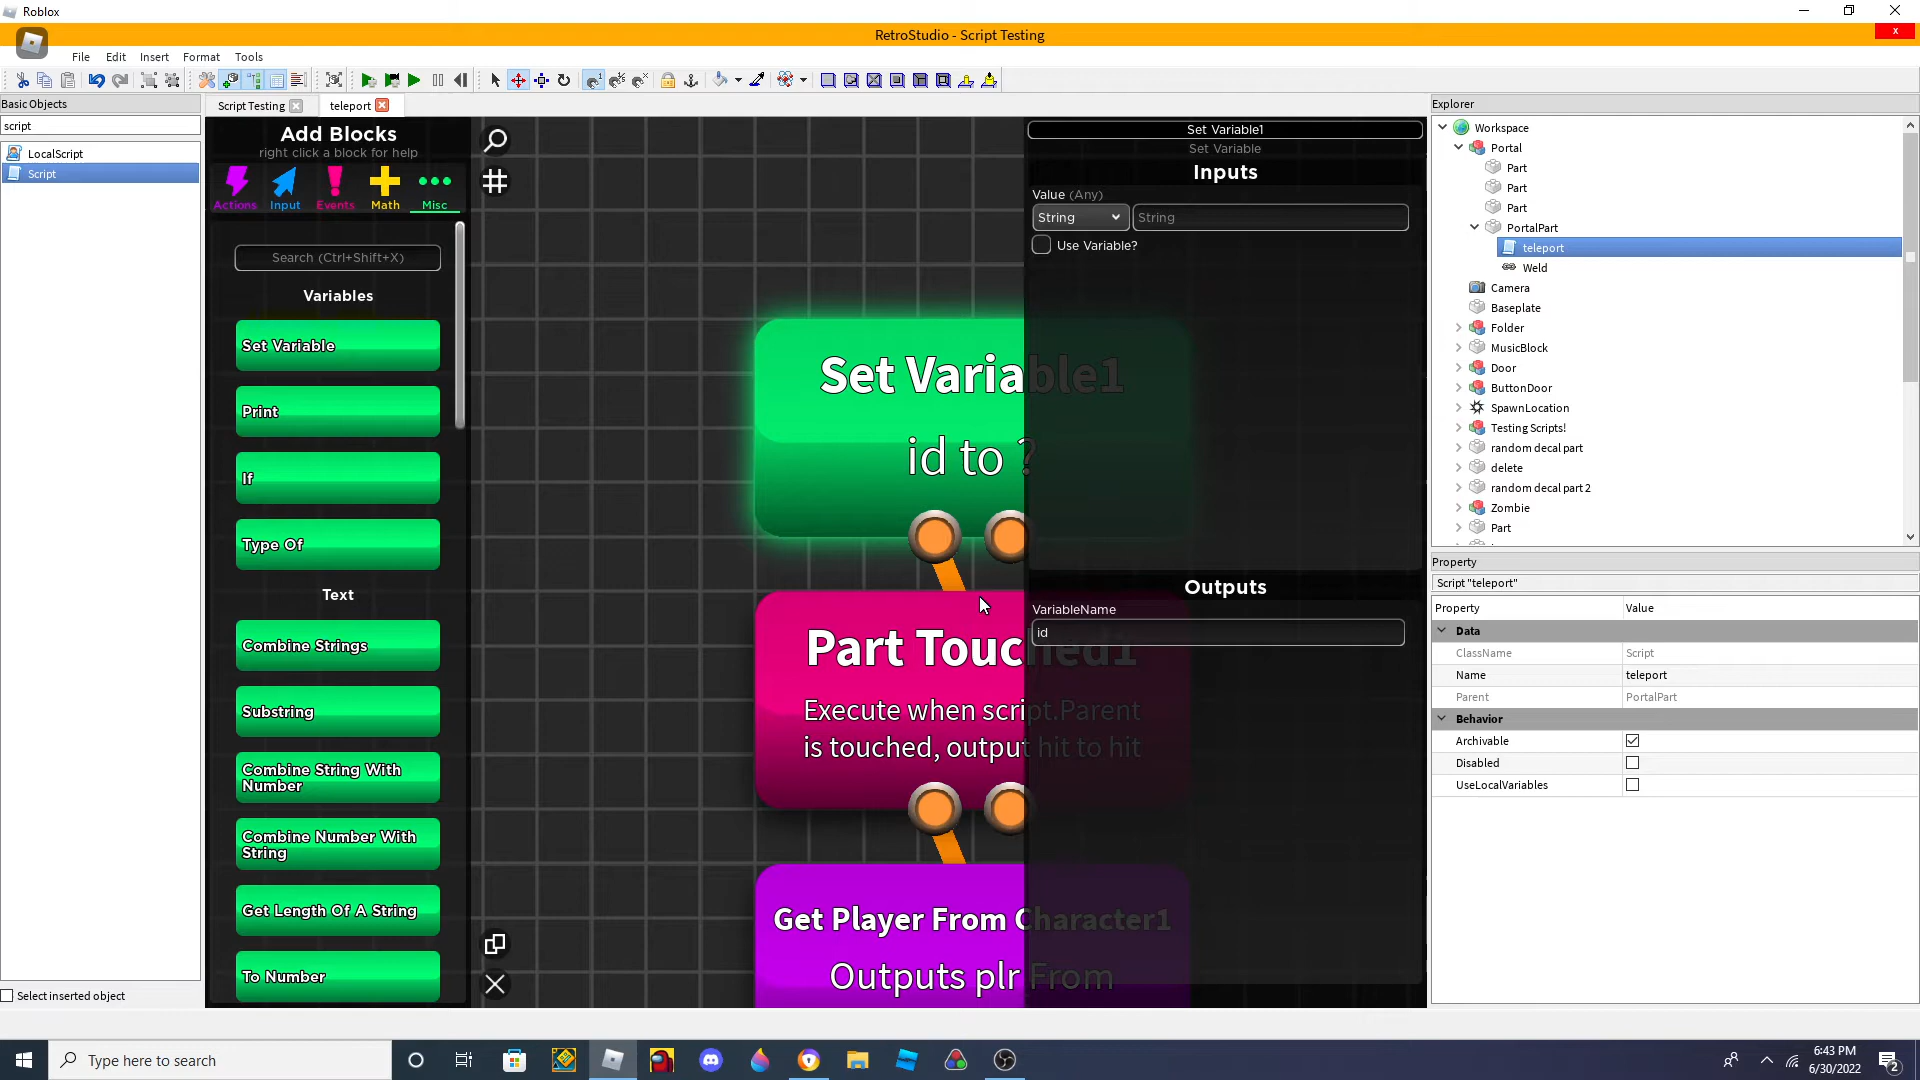 Roblox
RetroStudio - Script Testing
x
File Edit Insert Format Tools
Basic Objects
script
LocalScript
Script
Select inserted object
Script Testing
teleport
Add Blocks
right click a block for help
Actions Input Events Math Misc
Search (Ctrl+Shift+X)
Variables
Set Variable
Print
If
Type Of
Text
Combine Strings
Substring
Combine String With
Number
Combine Number With
String
Get Length Of A String
To Number
Set Variable1
id to ?
Part Touched1
Execute when script.Parent
is touched, output hit to hit
Get Player From Character1
Outputs plr From
Set Variable1
Set Variable
Inputs
Value (Any)
String
String
Use Variable?
Outputs
VariableName
id
Explorer
Workspace
Portal
Part
Part
Part
PortalPart
teleport
Weld
Camera
Baseplate
Folder
MusicBlock
Door
ButtonDoor
SpawnLocation
Testing Scripts!
random decal part
delete
random decal part 2
Zombie
Part
Property
Script "teleport"
Property Value
Data
ClassName Script
Name teleport
Parent PortalPart
Behavior
Archivable
Disabled
UseLocalVariables
Type here to search
6:43 PM
6/30/2022
2